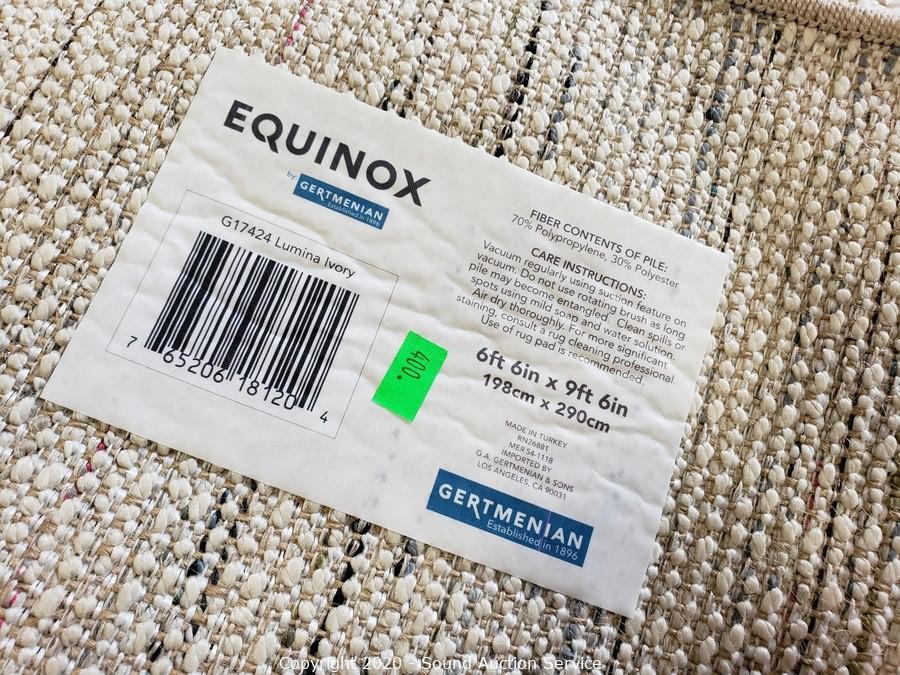 EQUINOX
by GERTMENIAN
Established in 1896
G17424 Lumina Ivory
7 65206 18120 4
400.
FIBER CONTENTS OF PILE:
70% Polypropylene, 30% Polyester
CARE INSTRUCTIONS:
Vacuum regularly using suction feature on
vacuum. Do not use rotating brush as long
pile may become entangled. Clean spills or
spots using mild soap and water solution.
Air dry thoroughly. For more significant
staining, consult a rug cleaning professional.
Use of rug pad is recommended.
6ft 6in x 9ft 6in
198cm x 290cm
MADE IN TURKEY
RN26881
MER54-1118
IMPORTED BY
G.A. GERTMENIAN & SONS
LOS ANGELES, CA 90031
GERTMENIAN
Established in 1896
Copyright 2020 - Sound Auction Service